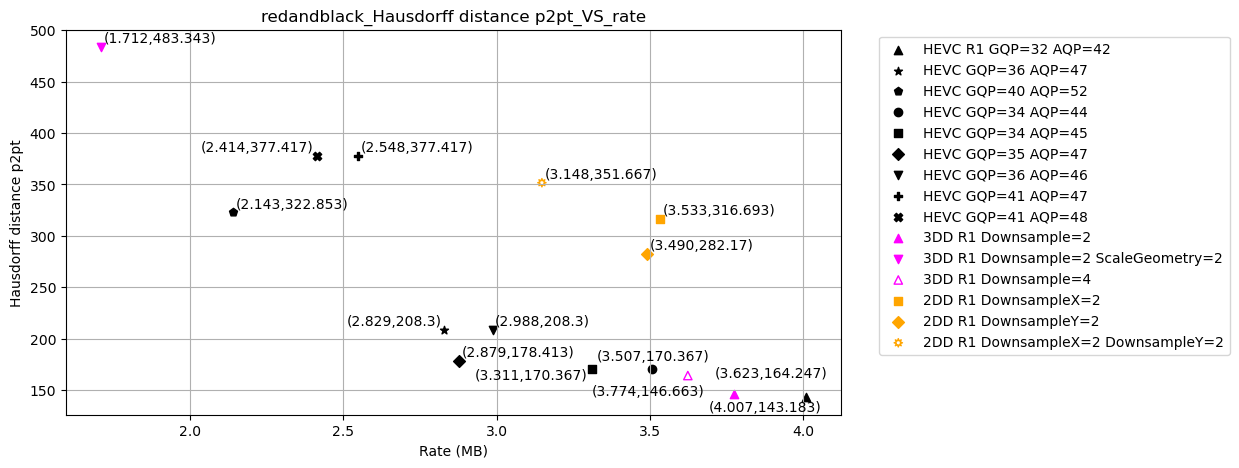 redandblack_Hausdorff distance p2pt_VS_rate
Hausdorff distance p2pt
500
450
400
350
300
250
200
150
(1.712,483.343)
(2.414,377.417)
(2.548,377.417)
(3.148,351.667)
(2.143,322.853)
(3.533,316.693)
(3.490,282.17)
(2.829,208.3)
(2.988,208.3)
(2.879,178.413)
(3.507,170.367)
(3.311,170.367)
(3.623,164.247)
(3.774,146.663)
(4.007,143.183)
2.0
2.5
3.0
3.5
4.0
Rate (MB)
HEVC R1 GQP=32 AQP=42
HEVC GQP=36 AQP=47
HEVC GQP=40 AQP=52
HEVC GQP=34 AQP=44
HEVC GQP=34 AQP=45
HEVC GQP=35 AQP=47
HEVC GQP=36 AQP=46
HEVC GQP=41 AQP=47
HEVC GQP=41 AQP=48
3DD R1 Downsample=2
3DD R1 Downsample=2 ScaleGeometry=2
3DD R1 Downsample=4
2DD R1 DownsampleX=2
2DD R1 DownsampleY=2
2DD R1 DownsampleX=2 DownsampleY=2